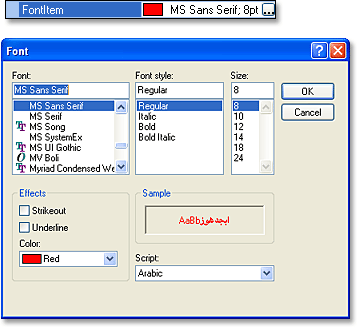 FontItem MS Sans Serif; 8pt ...
Font
Font: Font style: Size:
MS Sans Serif Regular 8 OK
MS Sans Serif Regular 8 Cancel
MS Serif Italic 10
MS Song Bold 12
MS SystemEx Bold Italic 14
MS UI Gothic 18
MV Boli 24
Myriad Condensed We
Effects Sample
Strikeout
Underline
AaBbابجدهوز
Color:
Red
Script:
Arabic